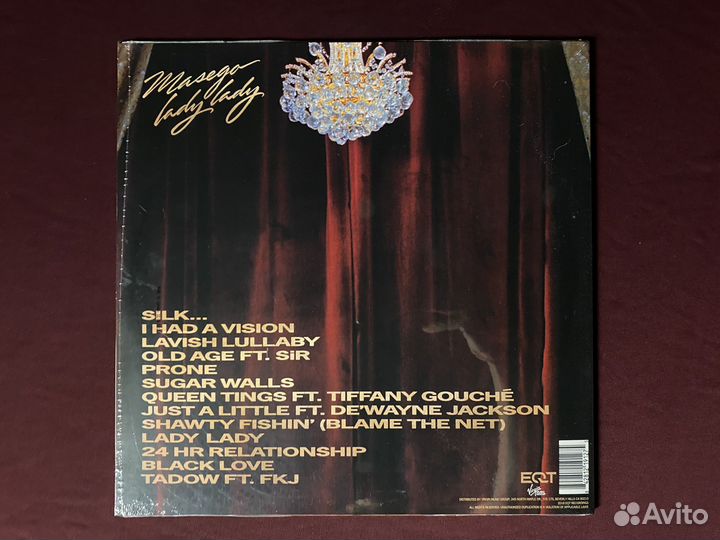 Masego
lady lady
SILK...
I HAD A VISION
LAVISH LULLABY
OLD AGE FT. SiR
PRONE
SUGAR WALLS
QUEEN TINGS FT. TIFFANY GOUCHÉ
JUST A LITTLE FT. DE'WAYNE JACKSON
SHAWTY FISHIN' (BLAME THE NET)
LADY LADY
24 HR RELATIONSHIP
BLACK LOVE
TADOW FT. FKJ
EQT
Avito